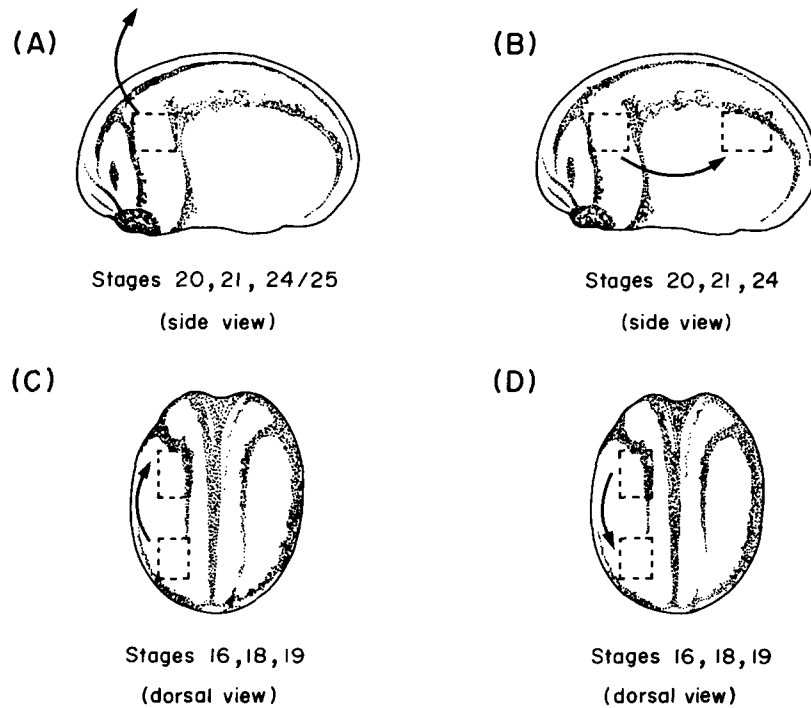 (A)
Stages 20, 21, 24/25
(side view)
(B)
Stages 20, 21, 24
(side view)
(C)
Stages 16, 18, 19
(dorsal view)
(D)
Stages 16, 18, 19
(dorsal view)